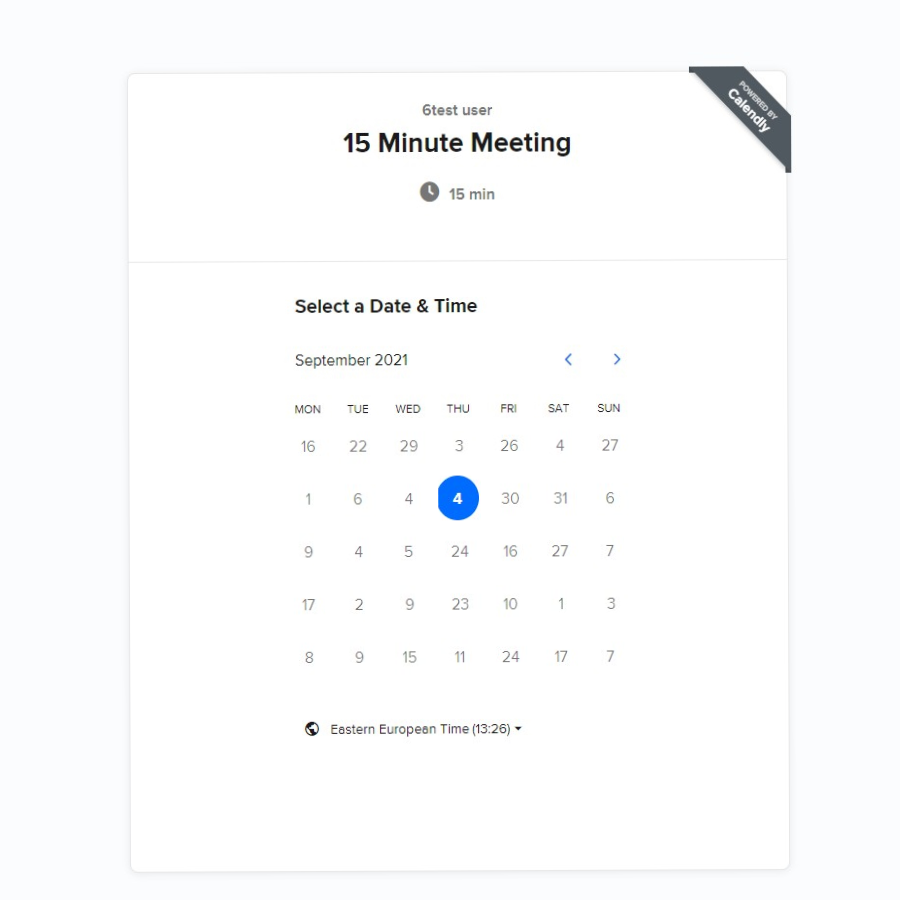 6test user
POWERED BY
Calendly
15 Minute Meeting
15 min
Select a Date & Time
September 2021
MON TUE WED THU FRI SAT SUN
16 22 29 3 26 4 27
1 6 4 4 30 31 6
9 4 5 24 16 27 7
17 2 9 23 10 1 3
8 9 15 11 24 17 7
Eastern European Time (13:26)